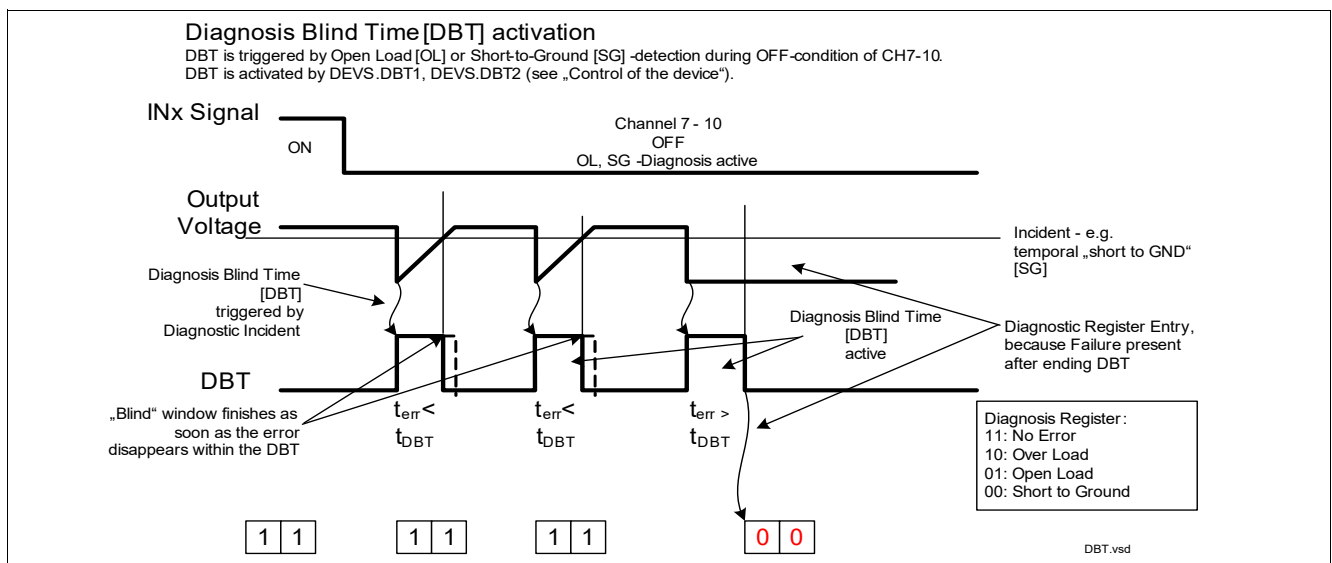 Diagnosis Blind Time [DBT] activation
DBT is triggered by Open Load [OL] or Short-to-Ground [SG] -detection during OFF-condition of CH7-10.
DBT is activated by DEVS.DBT1, DEVS.DBT2 (see „Control of the device“).
INx Signal
ON
Channel 7 - 10
OFF
OL, SG -Diagnosis active
Output
Voltage
Incident - e.g.
temporal „short to GND“
[SG]
Diagnosis Blind Time
[DBT]
triggered by
Diagnostic Incident
Diagnosis Blind Time
[DBT]
active
Diagnostic Register Entry,
because Failure present
after ending DBT
DBT
„Blind“ window finishes as
soon as the error
disappears within the DBT
terr<
tDBT
terr<
tDBT
terr >
tDBT
Diagnosis Register:
11: No Error
10: Over Load
01: Open Load
00: Short to Ground
1 1
1 1
1 1
0 0
DBT.vsd